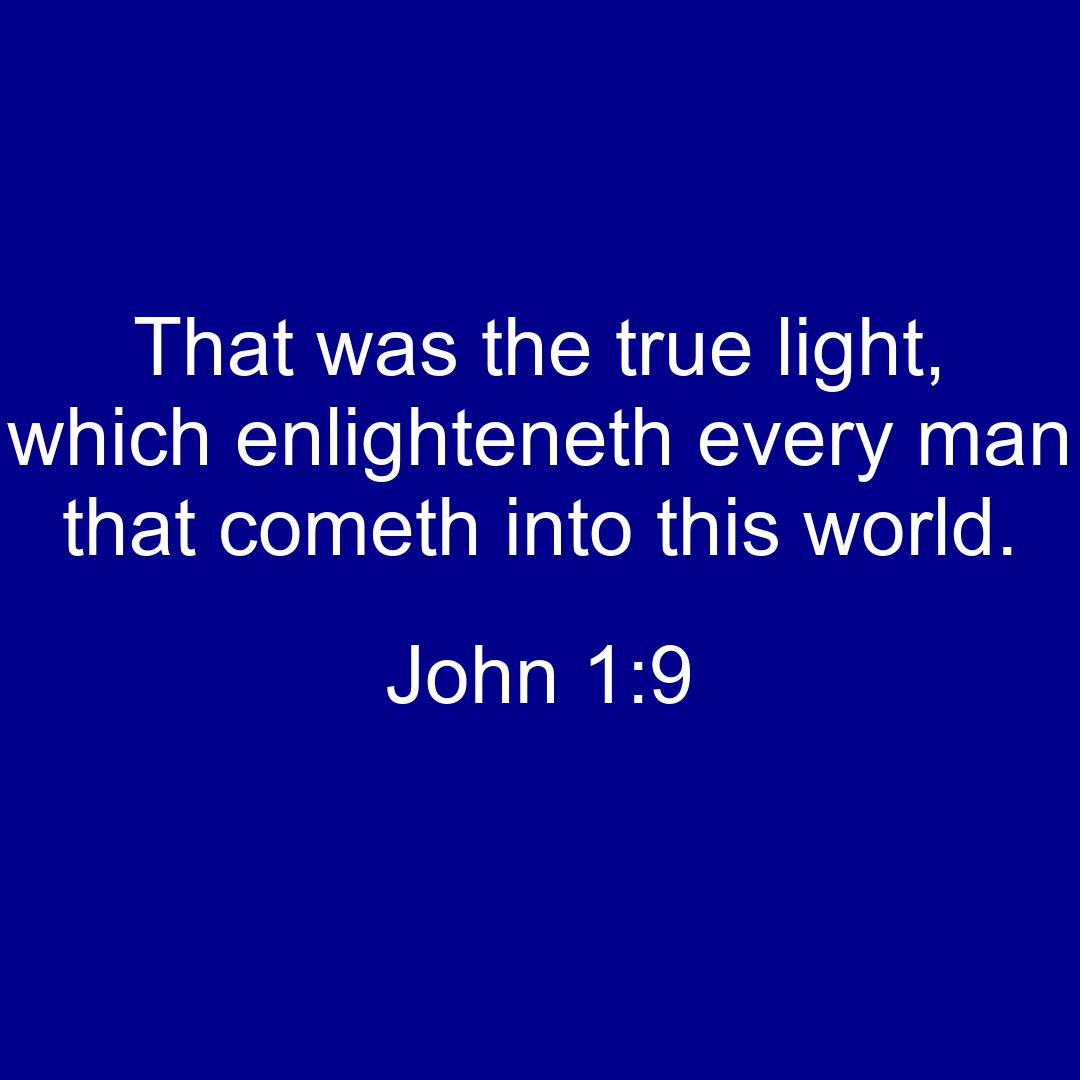 That was the true light,
which enlighteneth every man
that cometh into this world.
John 1:9